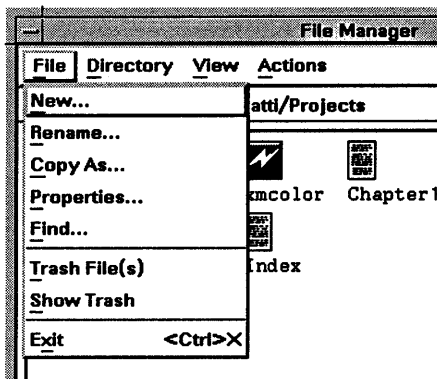 File Manager
File Directory View Actions
New...
atti/Projects
Rename...
Copy As...
Properties...
xmcolor Chapter1
Find...
Index
Trash File(s)
Show Trash
Exit <Ctrl>X